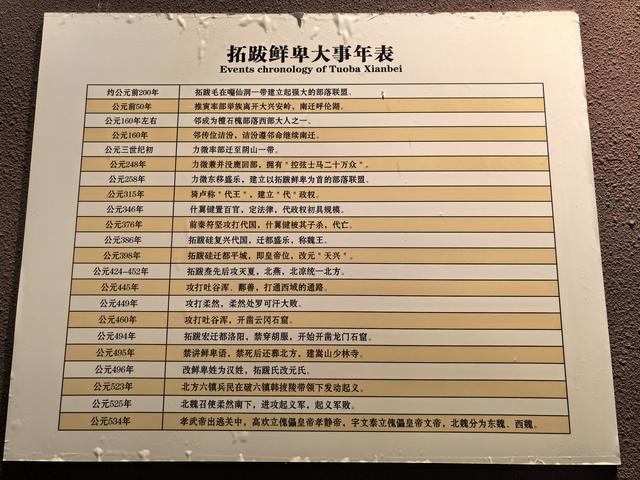 拓跋鲜卑大事年表
Events chronology of Tuoba Xianbei
约公元前200年 拓跋毛在嘎仙洞一带建立起强大的部落联盟。
公元前50年 推寅率部举族离开大兴安岭，南迁呼伦湖。
公元160年左右 邻成为檀石槐部落西部大人之一。
公元160年 邻传位诘汾，诘汾遵邻命继续南迁。
公元三世纪初 力微率部迁至阴山一带。
公元248年 力微兼并没鹿回部，拥有“控弦士马二十万众”。
公元258年 力微东移盛乐，建立以拓跋鲜卑为首的部落联盟。
公元315年 猗卢称“代王”，建立“代”政权。
公元346年 什翼键置百官，定法律，代政权初具规模。
公元376年 前秦符坚攻打代国，什翼键被其子杀，代亡。
公元386年 拓跋硅复兴代国，迁都盛乐，称魏王。
公元398年 拓跋硅迁都平城，即皇帝位，改元“天兴”。
公元424-452年 拓跋焘先后攻灭夏，北燕，北凉统一北方。
公元445年 攻打吐谷浑、鄯善，打通西域的通路。
公元449年 攻打柔然，柔然处罗可汗大败。
公元460年 攻打吐谷浑，开凿云冈石窟。
公元494年 拓跋宏迁都洛阳，禁穿胡服，开始开凿龙门石窟。
公元495年 禁讲鲜卑语，禁死后还葬北方，建嵩山少林寺。
公元496年 改鲜卑姓为汉姓，拓跋氏改元氏。
公元523年 北方六镇兵民在破六镇韩披陵带领下发动起义。
公元525年 北魏召使柔然南下，进攻起义军，起义军败。
公元534年 孝武帝出逃关中，高欢立傀儡皇帝孝静帝，宇文泰立傀儡皇帝文帝，北魏分为东魏、西魏。